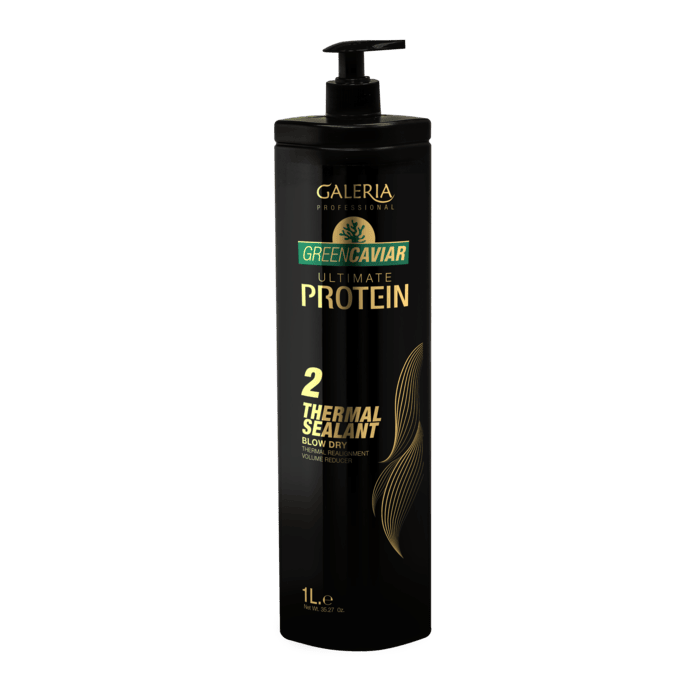 GALERIA
PROFESSIONAL
GREENCAVIAR
ULTIMATE
PROTEIN
2
THERMAL
SEALANT
BLOW DRY
THERMAL REALIGNMENT
VOLUME REDUCER
1L.e
Net Wt. 35.27 Oz.